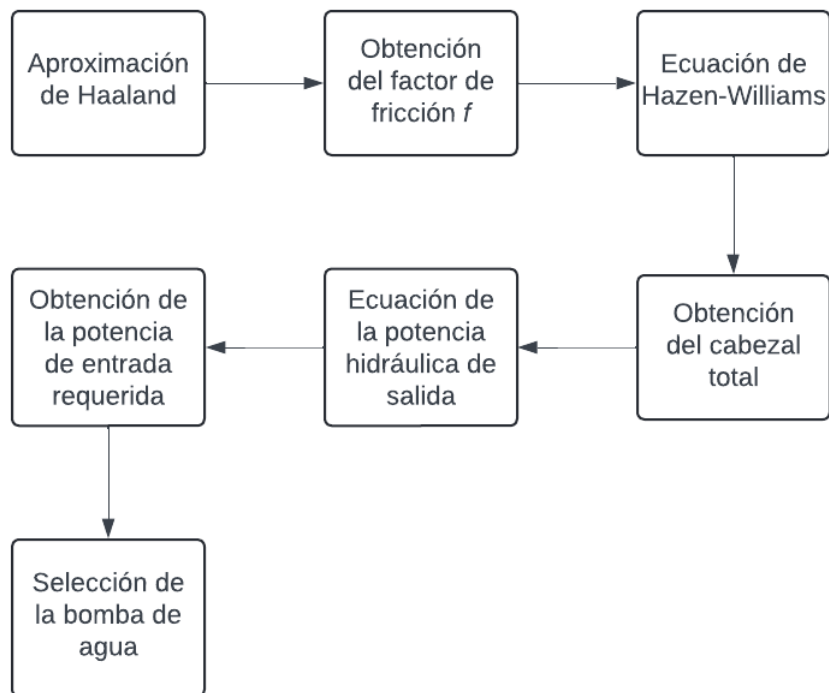 Aproximación
de Haaland
Obtención
del factor de
fricción f
Ecuación de
Hazen-Williams
Obtención
del cabezal
total
Ecuación de
la potencia
hidráulica de
salida
Obtención de
la potencia
de entrada
requerida
Selección de
la bomba de
agua